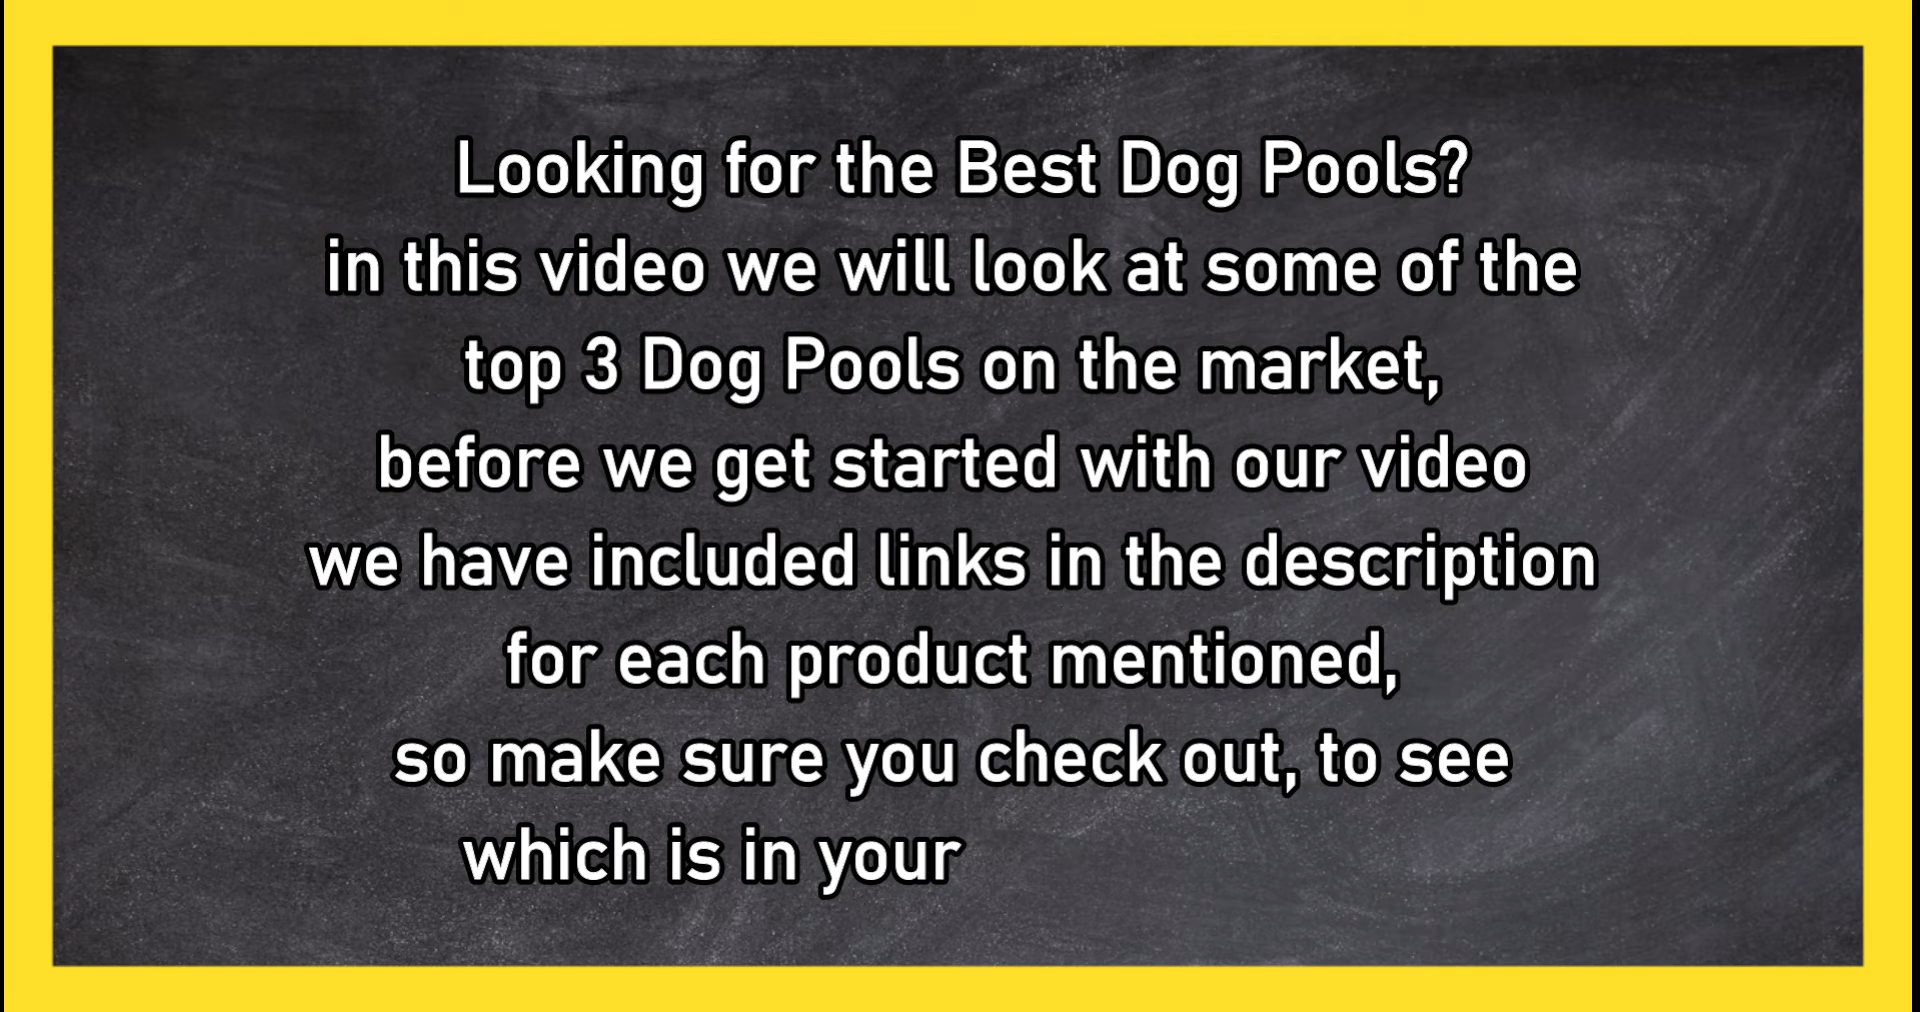 Looking for the Best Dog Pools?
in this video we will look at some of the
top 3 Dog Pools on the market,
before we get started with our video
we have included links in the description
for each product mentioned,
so make sure you check out, to see
which is in your